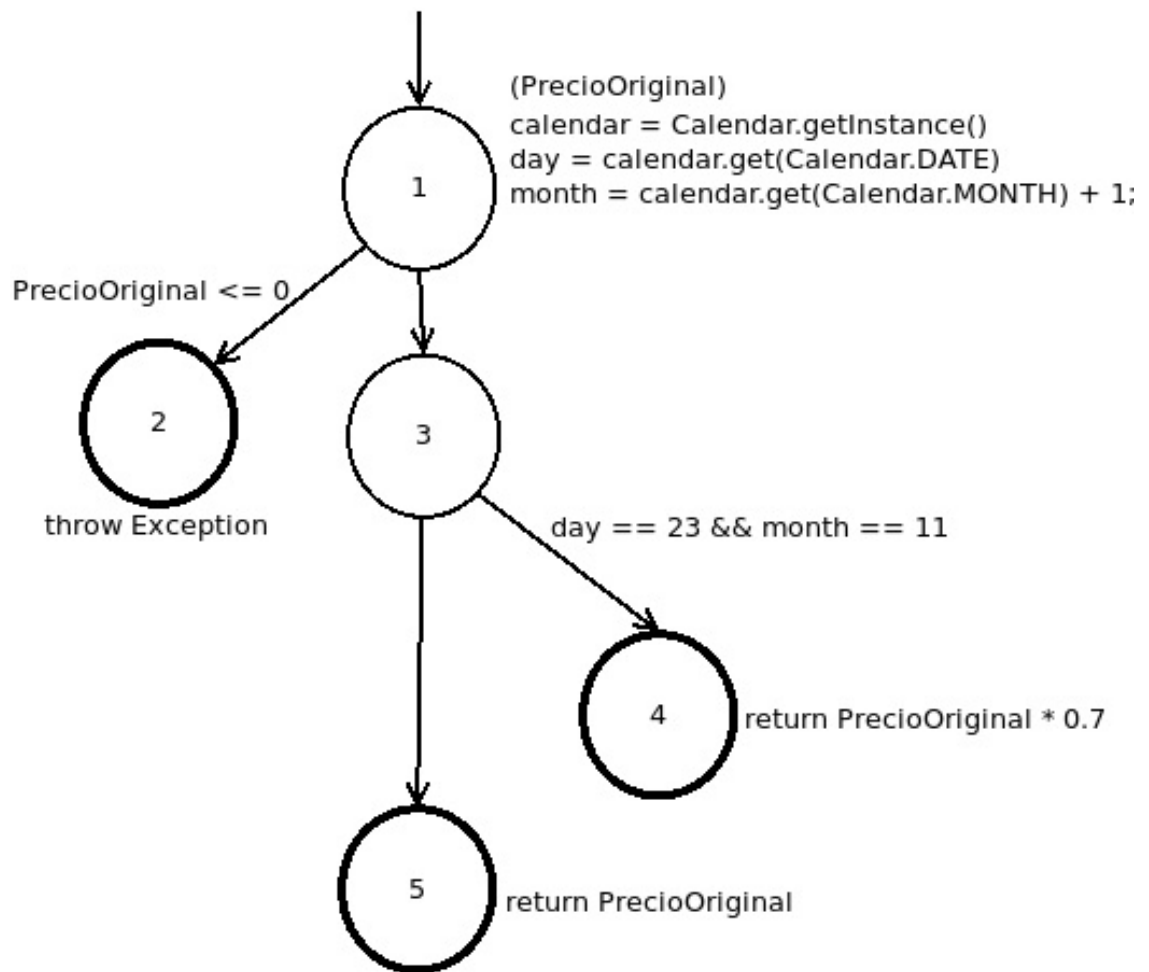 (PrecioOriginal)
calendar = Calendar.getInstance()
day = calendar.get(Calendar.DATE)
month = calendar.get(Calendar.MONTH) + 1;
1
PrecioOriginal <= 0
2
throw Exception
3
day == 23 && month == 11
4
return PrecioOriginal * 0.7
5
return PrecioOriginal